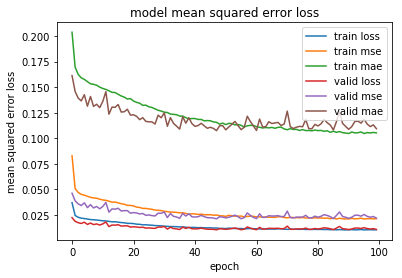 model mean squared error loss
mean squared error loss
0.200
0.175
0.150
0.125
0.100
0.075
0.050
0.025
train loss
train mse
train mae
valid loss
valid mse
valid mae
0 20 40 60 80 100
epoch